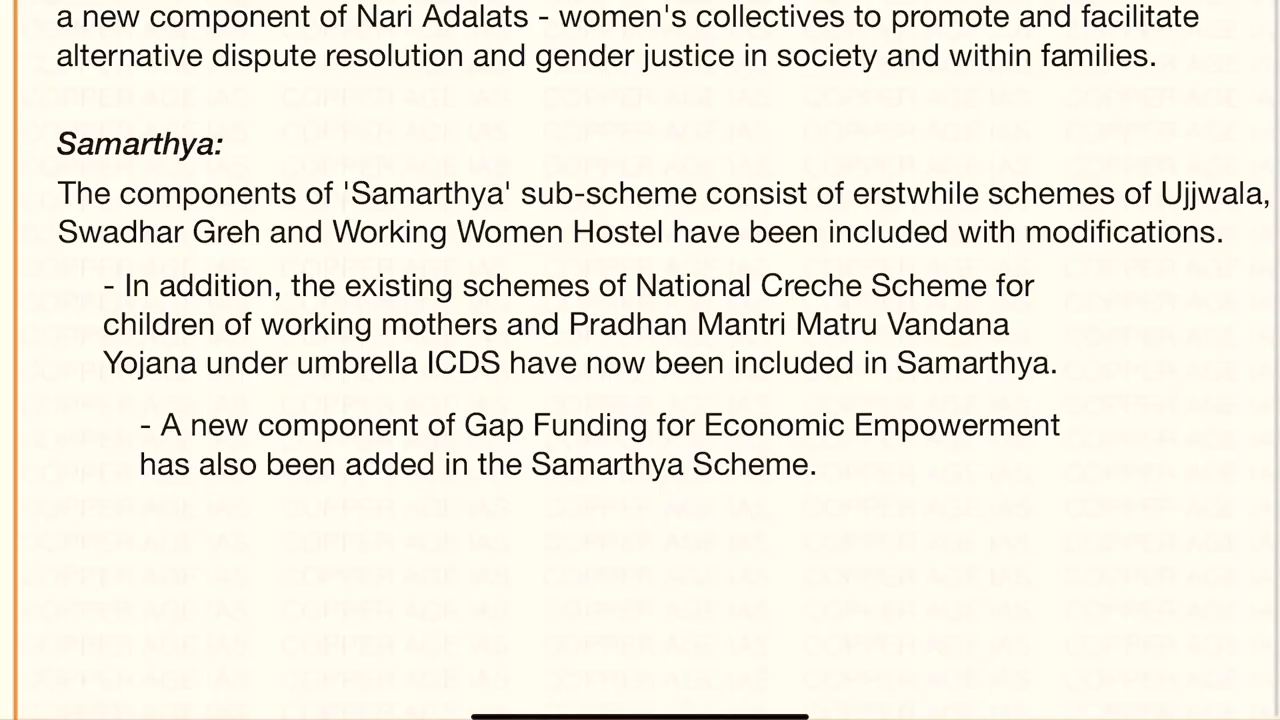 a new component of Nari Adalats - women's collectives to promote and facilitate
alternative dispute resolution and gender justice in society and within families.
Samarthya:
The components of 'Samarthya' sub-scheme consist of erstwhile schemes of Ujjwala,
Swadhar Greh and Working Women Hostel have been included with modifications.
- In addition, the existing schemes of National Creche Scheme for
children of working mothers and Pradhan Mantri Matru Vandana
Yojana under umbrella ICDS have now been included in Samarthya.
- A new component of Gap Funding for Economic Empowerment
has also been added in the Samarthya Scheme.
COPPER AGE IAS